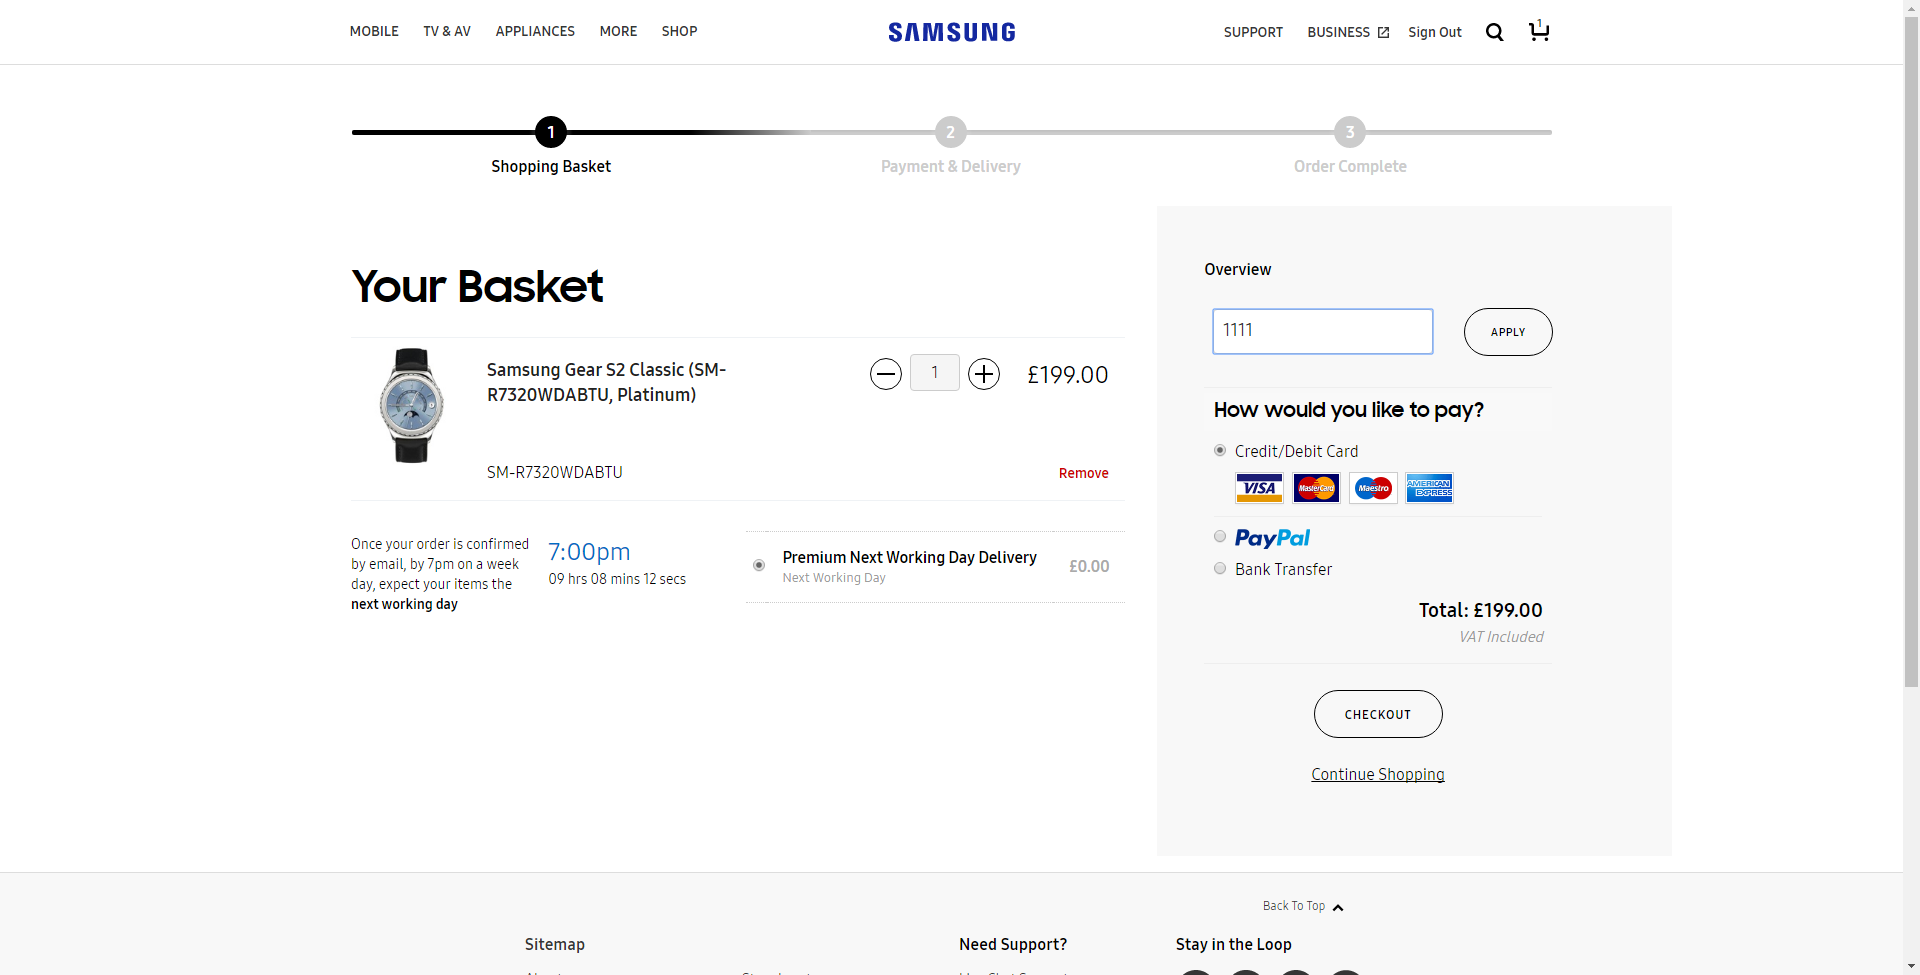 MOBILE TV & AV APPLIANCES MORE SHOP SAMSUNG SUPPORT BUSINESS Sign Out 1
1 2 3
Shopping Basket Payment & Delivery Order Complete
Your Basket
Samsung Gear S2 Classic (SM-
R7320WDABTU, Platinum)
1
£199.00
SM-R7320WDABTU
Remove
Once your order is confirmed
by email, by 7pm on a week
day, expect your items the
next working day
7:00pm
09 hrs 08 mins 12 secs
Premium Next Working Day Delivery
Next Working Day
£0.00
Overview
1111
APPLY
How would you like to pay?
Credit/Debit Card
VISA MasterCard Maestro AMERICAN EXPRESS
PayPal
Bank Transfer
Total: £199.00
VAT Included
CHECKOUT
Continue Shopping
Back To Top
Sitemap Need Support? Stay in the Loop